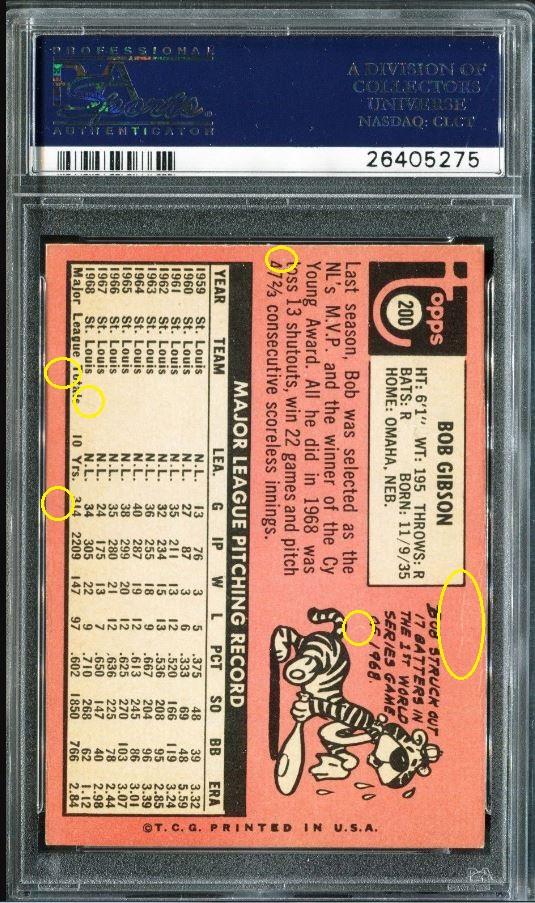 PROFESSIONAL
PSA
Sports
AUTHENTICATOR
A DIVISION OF
COLLECTORS
UNIVERSE
NASDAQ: CLCT
26405275
Topps
200
BOB GIBSON
HT: 6'1" WT: 195 THROWS: R
BATS: R BORN: 11/9/35
HOME: OMAHA, NEB.
Last season, Bob was selected as the
NL's M.V.P. and the winner of the Cy
Young Award. All he did in 1968 was
toss 13 shutouts, win 22 games and pitch
47⅔ consecutive scoreless innings.
BOB STRUCK OUT
17 BATTERS IN
THE 1ST WORLD
SERIES GAME
OF 1968.
MAJOR LEAGUE PITCHING RECORD
YEAR TEAM LEA. G IP W L PCT SO BB ERA
1959 St. Louis N.L. 13 76 3 5 .375 48 39 3.32
1960 St. Louis N.L. 27 87 3 6 .333 69 48 5.59
1961 St. Louis N.L. 35 211 13 12 .520 166 119 3.24
1962 St. Louis N.L. 32 234 15 13 .536 208 95 2.85
1963 St. Louis N.L. 36 255 18 9 .667 204 96 3.39
1964 St. Louis N.L. 40 287 19 12 .613 245 86 3.01
1965 St. Louis N.L. 38 299 20 12 .625 270 103 3.07
1966 St. Louis N.L. 35 280 21 12 .636 225 78 2.44
1967 St. Louis N.L. 24 175 13 7 .650 147 40 2.98
1968 St. Louis N.L. 34 305 22 9 .710 268 62 1.12
Major League Totals 10 Yrs. 314 2209 147 97 .602 1850 766 2.84
©T.C.G. PRINTED IN U.S.A.